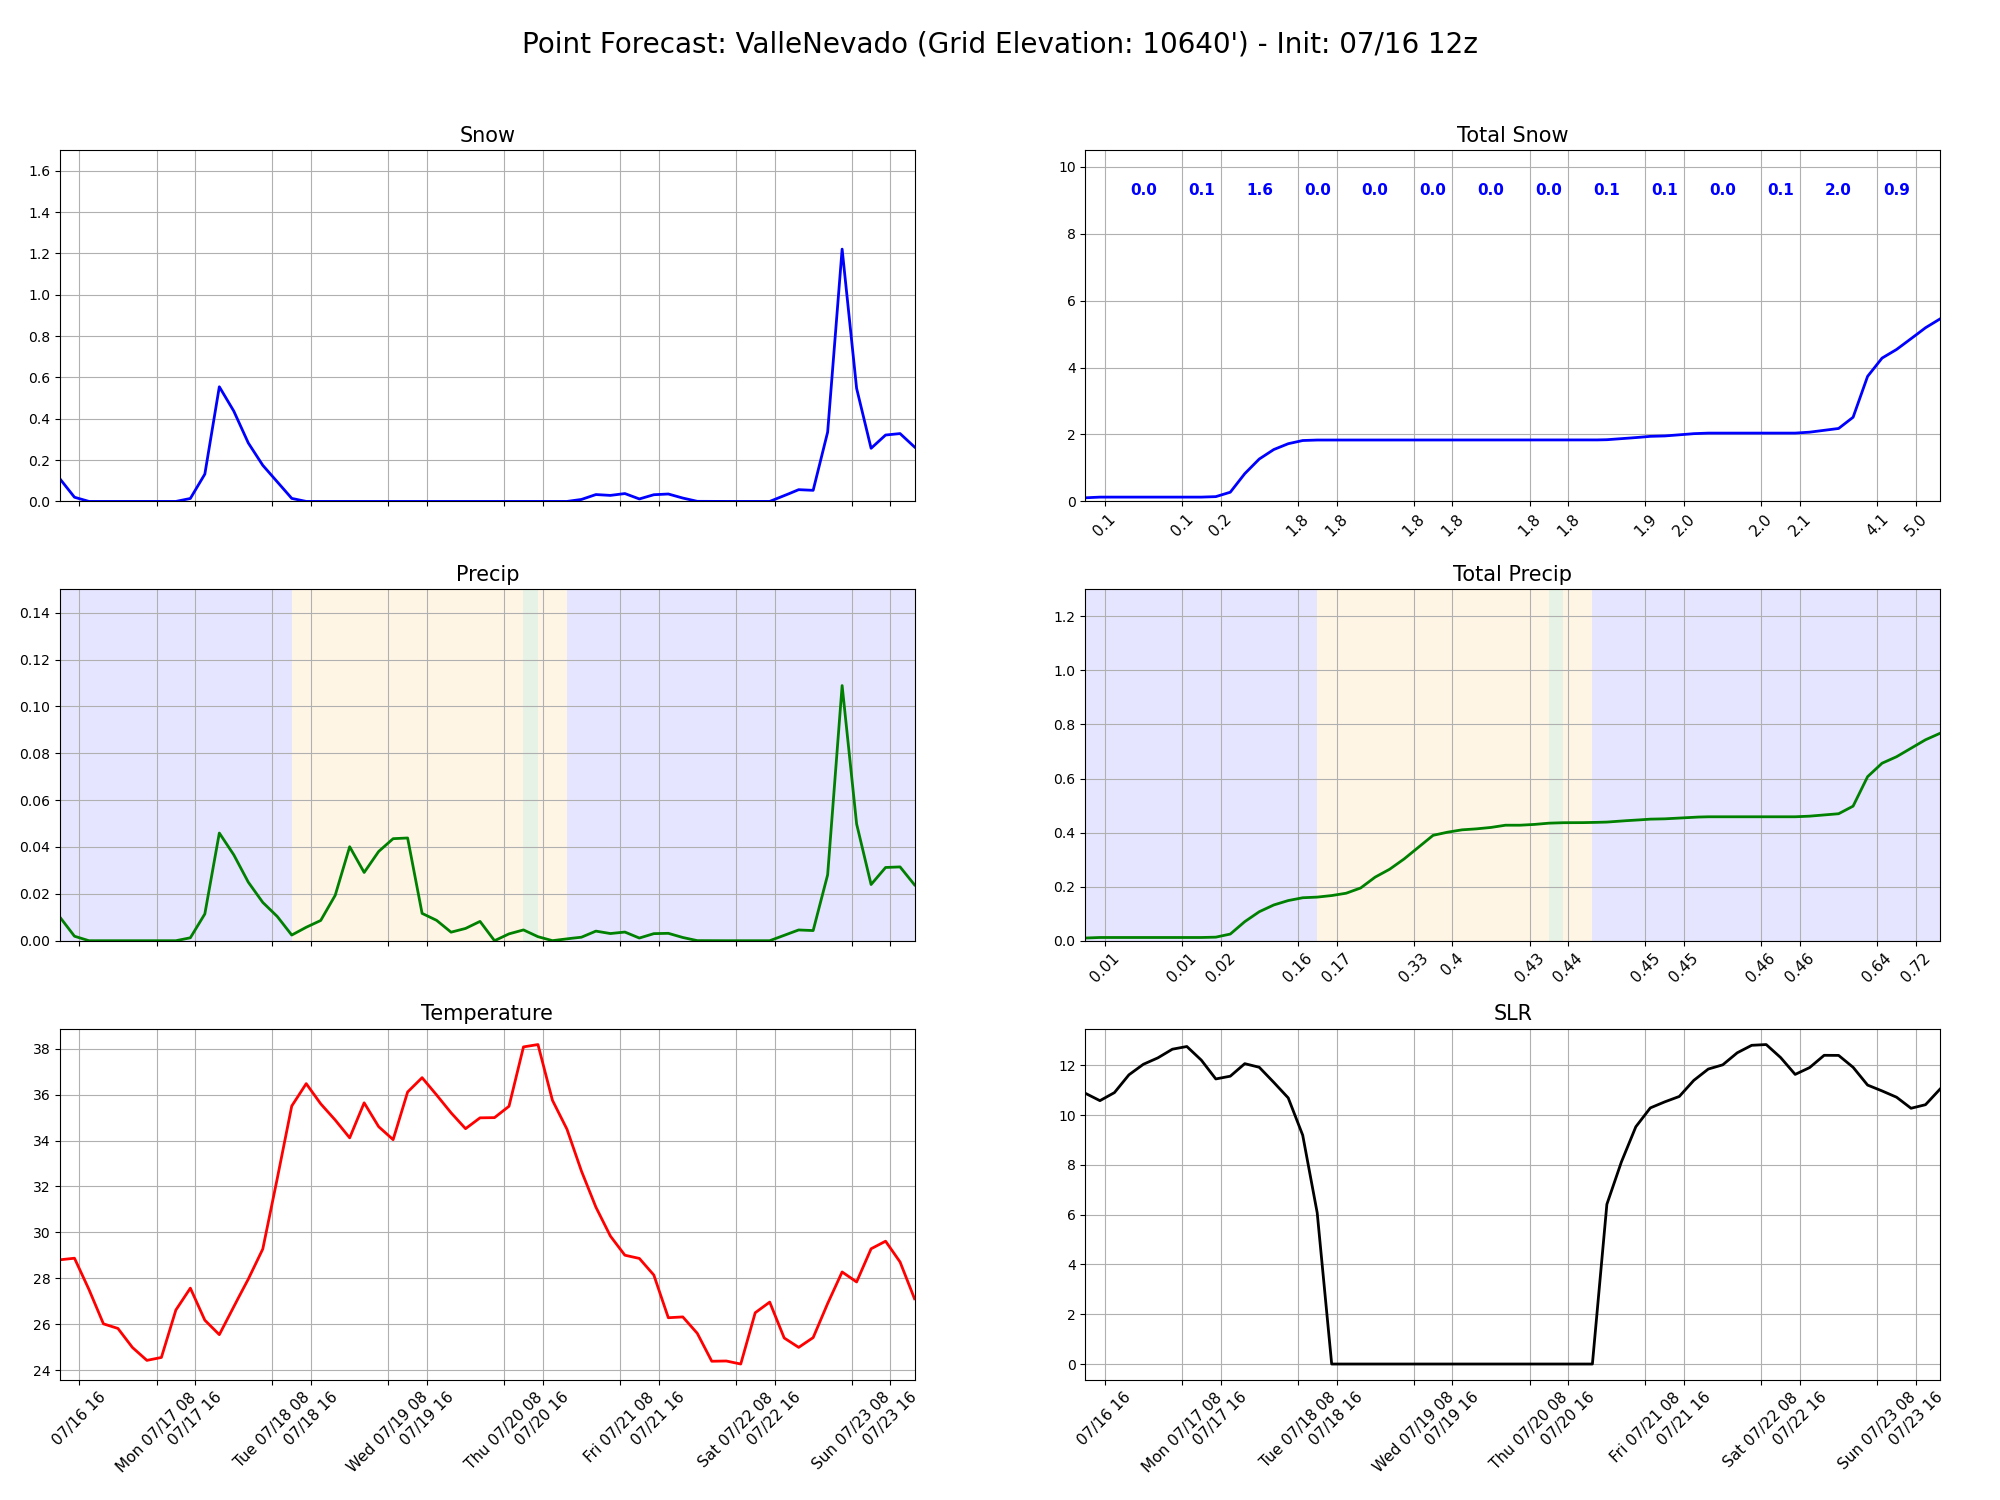 Point Forecast: ValleNevado (Grid Elevation: 10640') - Init: 07/16 12z
Snow
1.6
1.4
1.2
1.0
0.8
0.6
0.4
0.2
0.0
Total Snow
10
8
6
4
2
0
0.0 0.1 1.6 0.0 0.0 0.0 0.0 0.0 0.1 0.1 0.0 0.1 2.0 0.9
0.1 0.1 0.2 1.8 1.8 1.8 1.8 1.8 1.8 1.9 2.0 2.0 2.1 4.1 5.0
Precip
0.14
0.12
0.10
0.08
0.06
0.04
0.02
0.00
Total Precip
1.2
1.0
0.8
0.6
0.4
0.2
0.0
0.01 0.01 0.02 0.16 0.17 0.33 0.4 0.43 0.44 0.45 0.45 0.46 0.46 0.64 0.72
Temperature
38
36
34
32
30
28
26
24
07/16 16
Mon 07/17 08
07/17 16
Tue 07/18 08
07/18 16
Wed 07/19 08
07/19 16
Thu 07/20 08
07/20 16
Fri 07/21 08
07/21 16
Sat 07/22 08
07/22 16
Sun 07/23 08
07/23 16
SLR
12
10
8
6
4
2
0
07/16 16
Mon 07/17 08
07/17 16
Tue 07/18 08
07/18 16
Wed 07/19 08
07/19 16
Thu 07/20 08
07/20 16
Fri 07/21 08
07/21 16
Sat 07/22 08
07/22 16
Sun 07/23 08
07/23 16